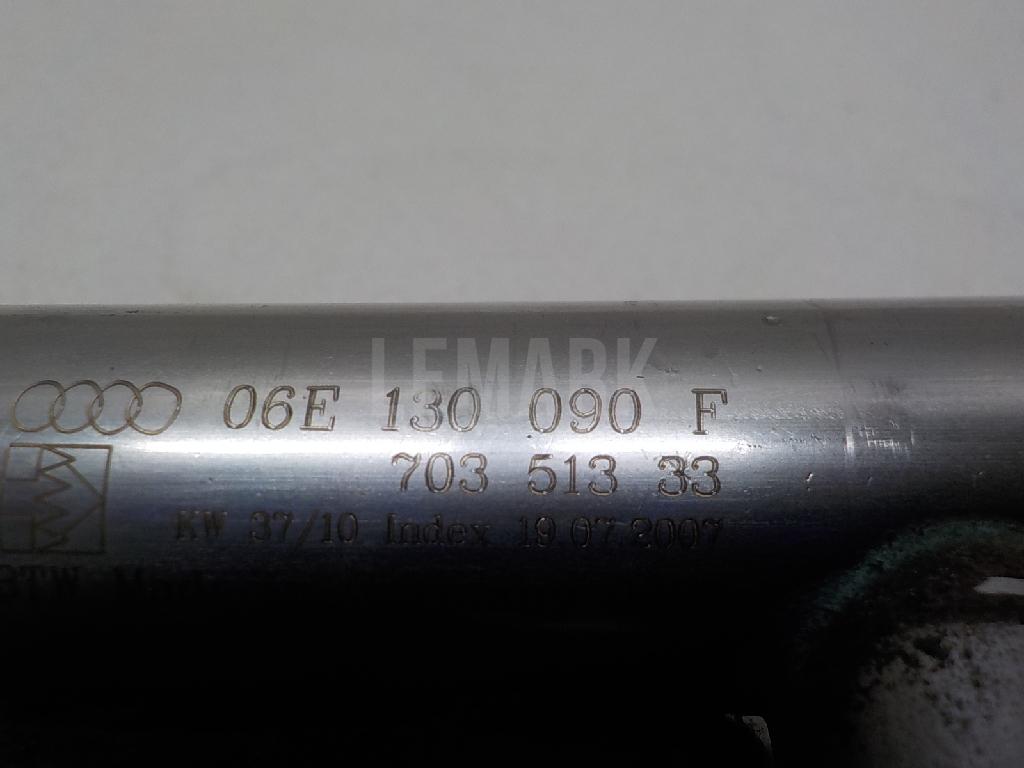 LEMARK
06E 130 090 F
703 513 33
KW 37/10 Index 19.07.2007